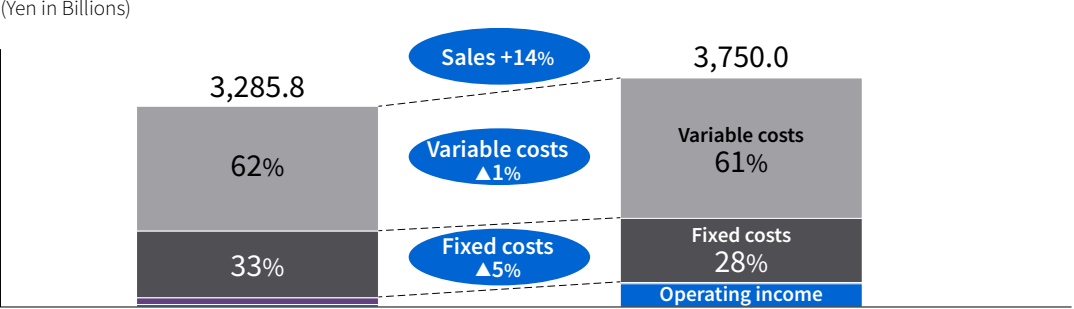 (Yen in Billions)
Sales +14%
3,750.0
3,285.8
Variable costs
▲1%
Variable costs
61%
62%
Fixed costs
▲5%
Fixed costs
28%
33%
Operating income